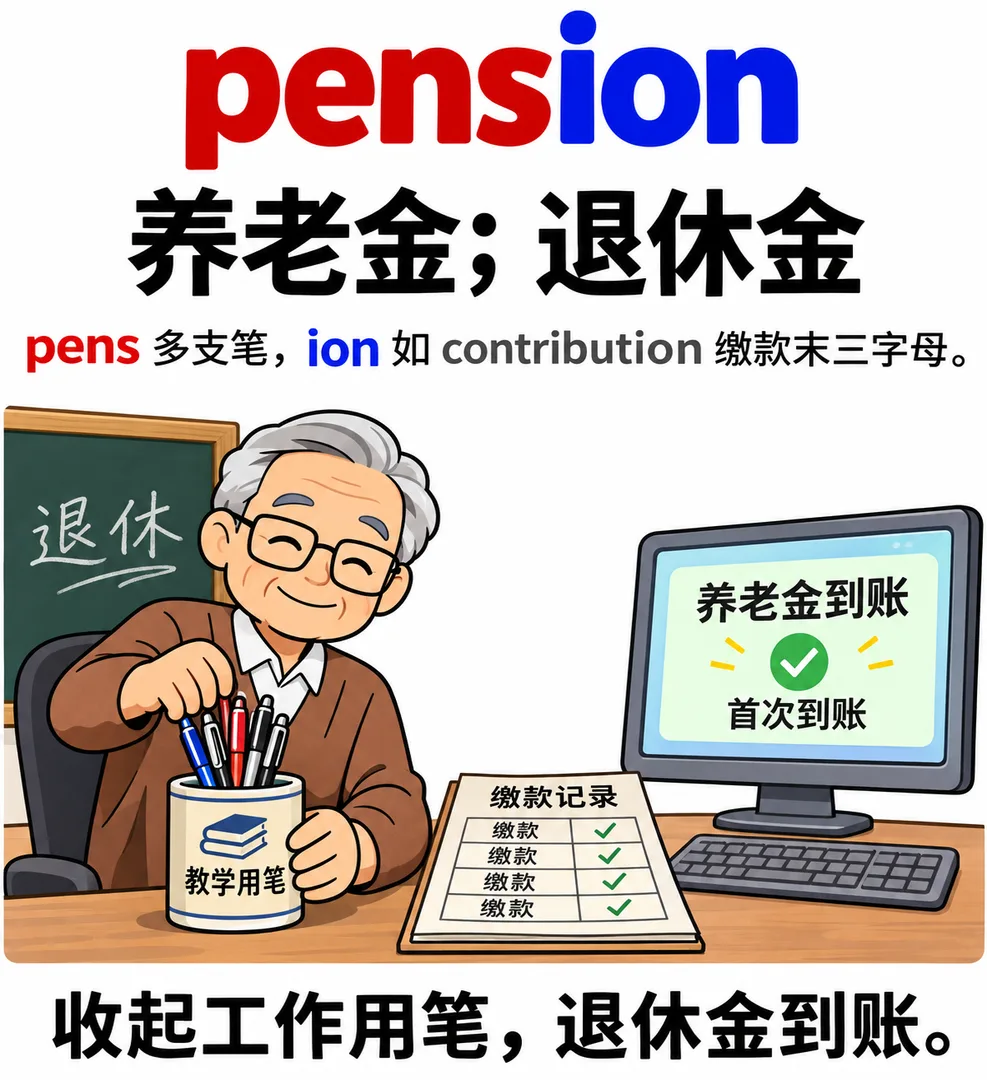 pension
养老金；退休金
pens 多支笔，ion 如 contribution 缴款末三字母。
退休
养老金到账
首次到账
缴款记录
缴款
缴款
缴款
缴款
教学用笔
收起工作用笔，退休金到账。